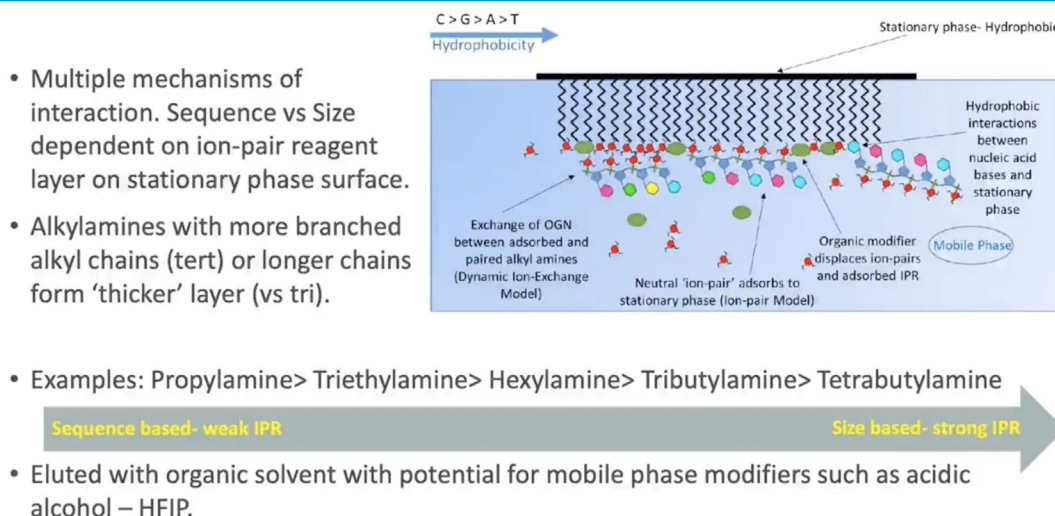 C>G>A>T
Hydrophobicity
Stationary phase- Hydrophobic
• Multiple mechanisms of
interaction. Sequence vs Size
dependent on ion-pair reagent
layer on stationary phase surface.
• Alkylamines with more branched
alkyl chains (tert) or longer chains
form ‘thicker’ layer (vs tri).
Hydrophobic
interactions
between
nucleic acid
bases and
stationary
phase
Exchange of OGN
between adsorbed and
paired alkyl amines
(Dynamic Ion-Exchange
Model)
Neutral ‘ion-pair’ adsorbs to
stationary phase (Ion-pair Model)
Organic modifier
displaces ion-pairs
and adsorbed IPR
Mobile Phase
• Examples: Propylamine> Triethylamine> Hexylamine> Tributylamine> Tetrabutylamine
Sequence based- weak IPR
Size based- strong IPR
• Eluted with organic solvent with potential for mobile phase modifiers such as acidic
alcohol – HFIP.